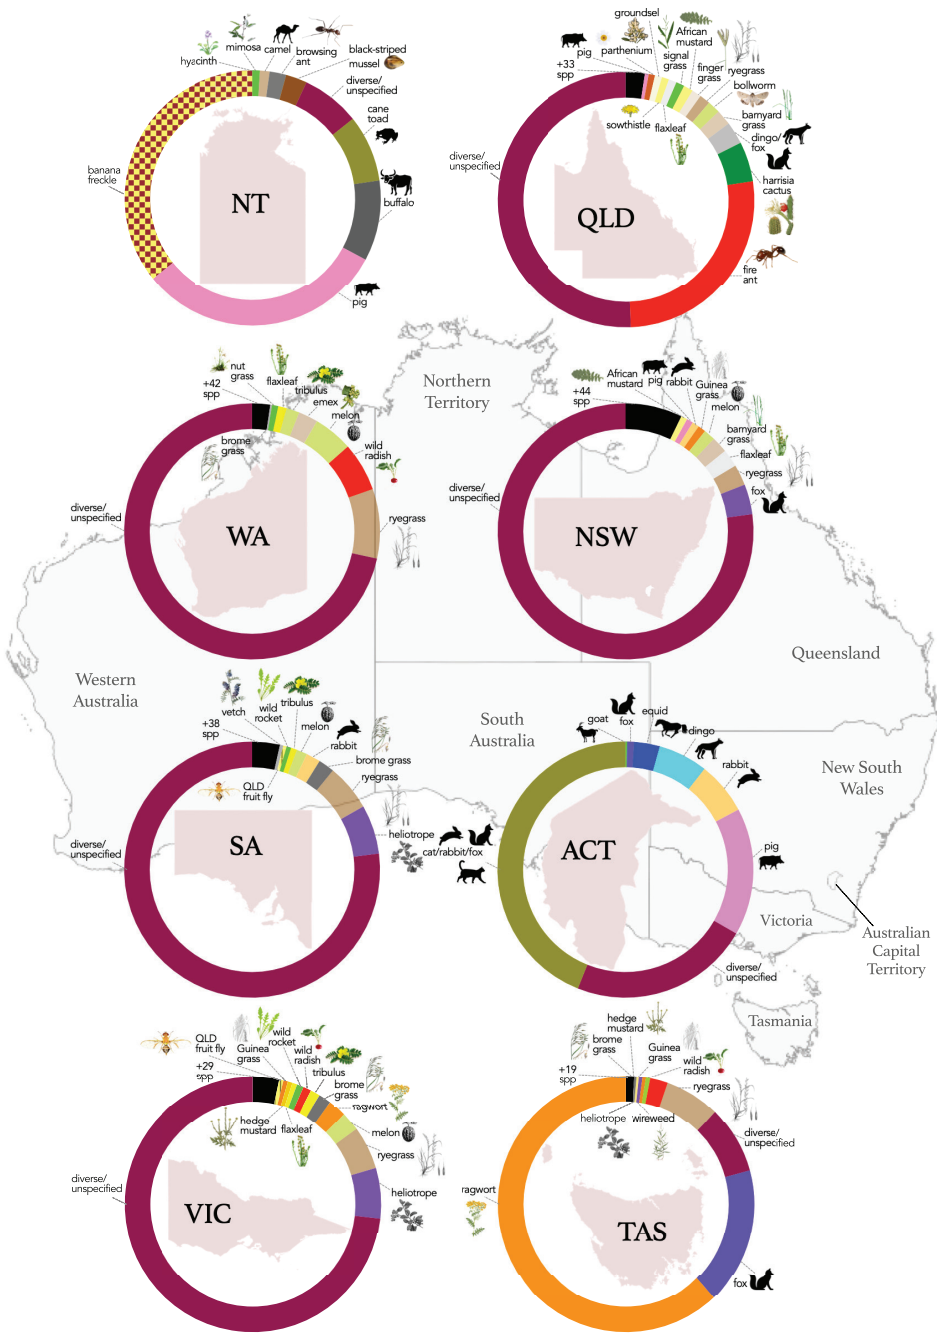 mimosa
camel
browsing
ant
black-striped
mussel
hyacinth
diverse/
unspecified
cane
toad
banana
freckle
NT
buffalo
pig
groundsel
African
mustard
pig
parthenium
signal
grass
finger
grass
ryegrass
+33
spp
bollworm
barnyard
grass
sowthistle
flaxleaf
dingo/
fox
diverse/
unspecified
harrisia
cactus
QLD
fire
ant
Northern
Territory
nut
grass
flaxleaf
tribulus
emex
+42
spp
melon
brome
grass
wild
radish
diverse/
unspecified
ryegrass
WA
African
mustard
pig
rabbit
Guinea
grass
+44
spp
melon
barnyard
grass
flaxleaf
ryegrass
diverse/
unspecified
fox
NSW
Queensland
Western
Australia
South
Australia
New South
Wales
vetch
wild
rocket
tribulus
melon
+38
spp
rabbit
brome grass
QLD
fruit fly
ryegrass
heliotrope
diverse/
unspecified
SA
goat
fox
equid
dingo
rabbit
cat/rabbit/fox
ACT
pig
diverse/
unspecified
Victoria
Australian
Capital
Territory
Tasmania
QLD
fruit fly
Guinea
grass
wild
rocket
wild
radish
tribulus
+29
spp
brome
grass
ragwort
hedge
mustard
flaxleaf
melon
ryegrass
diverse/
unspecified
heliotrope
VIC
hedge
mustard
brome
grass
Guinea
grass
wild
radish
+19
spp
ryegrass
heliotrope
wireweed
diverse/
unspecified
ragwort
TAS
fox